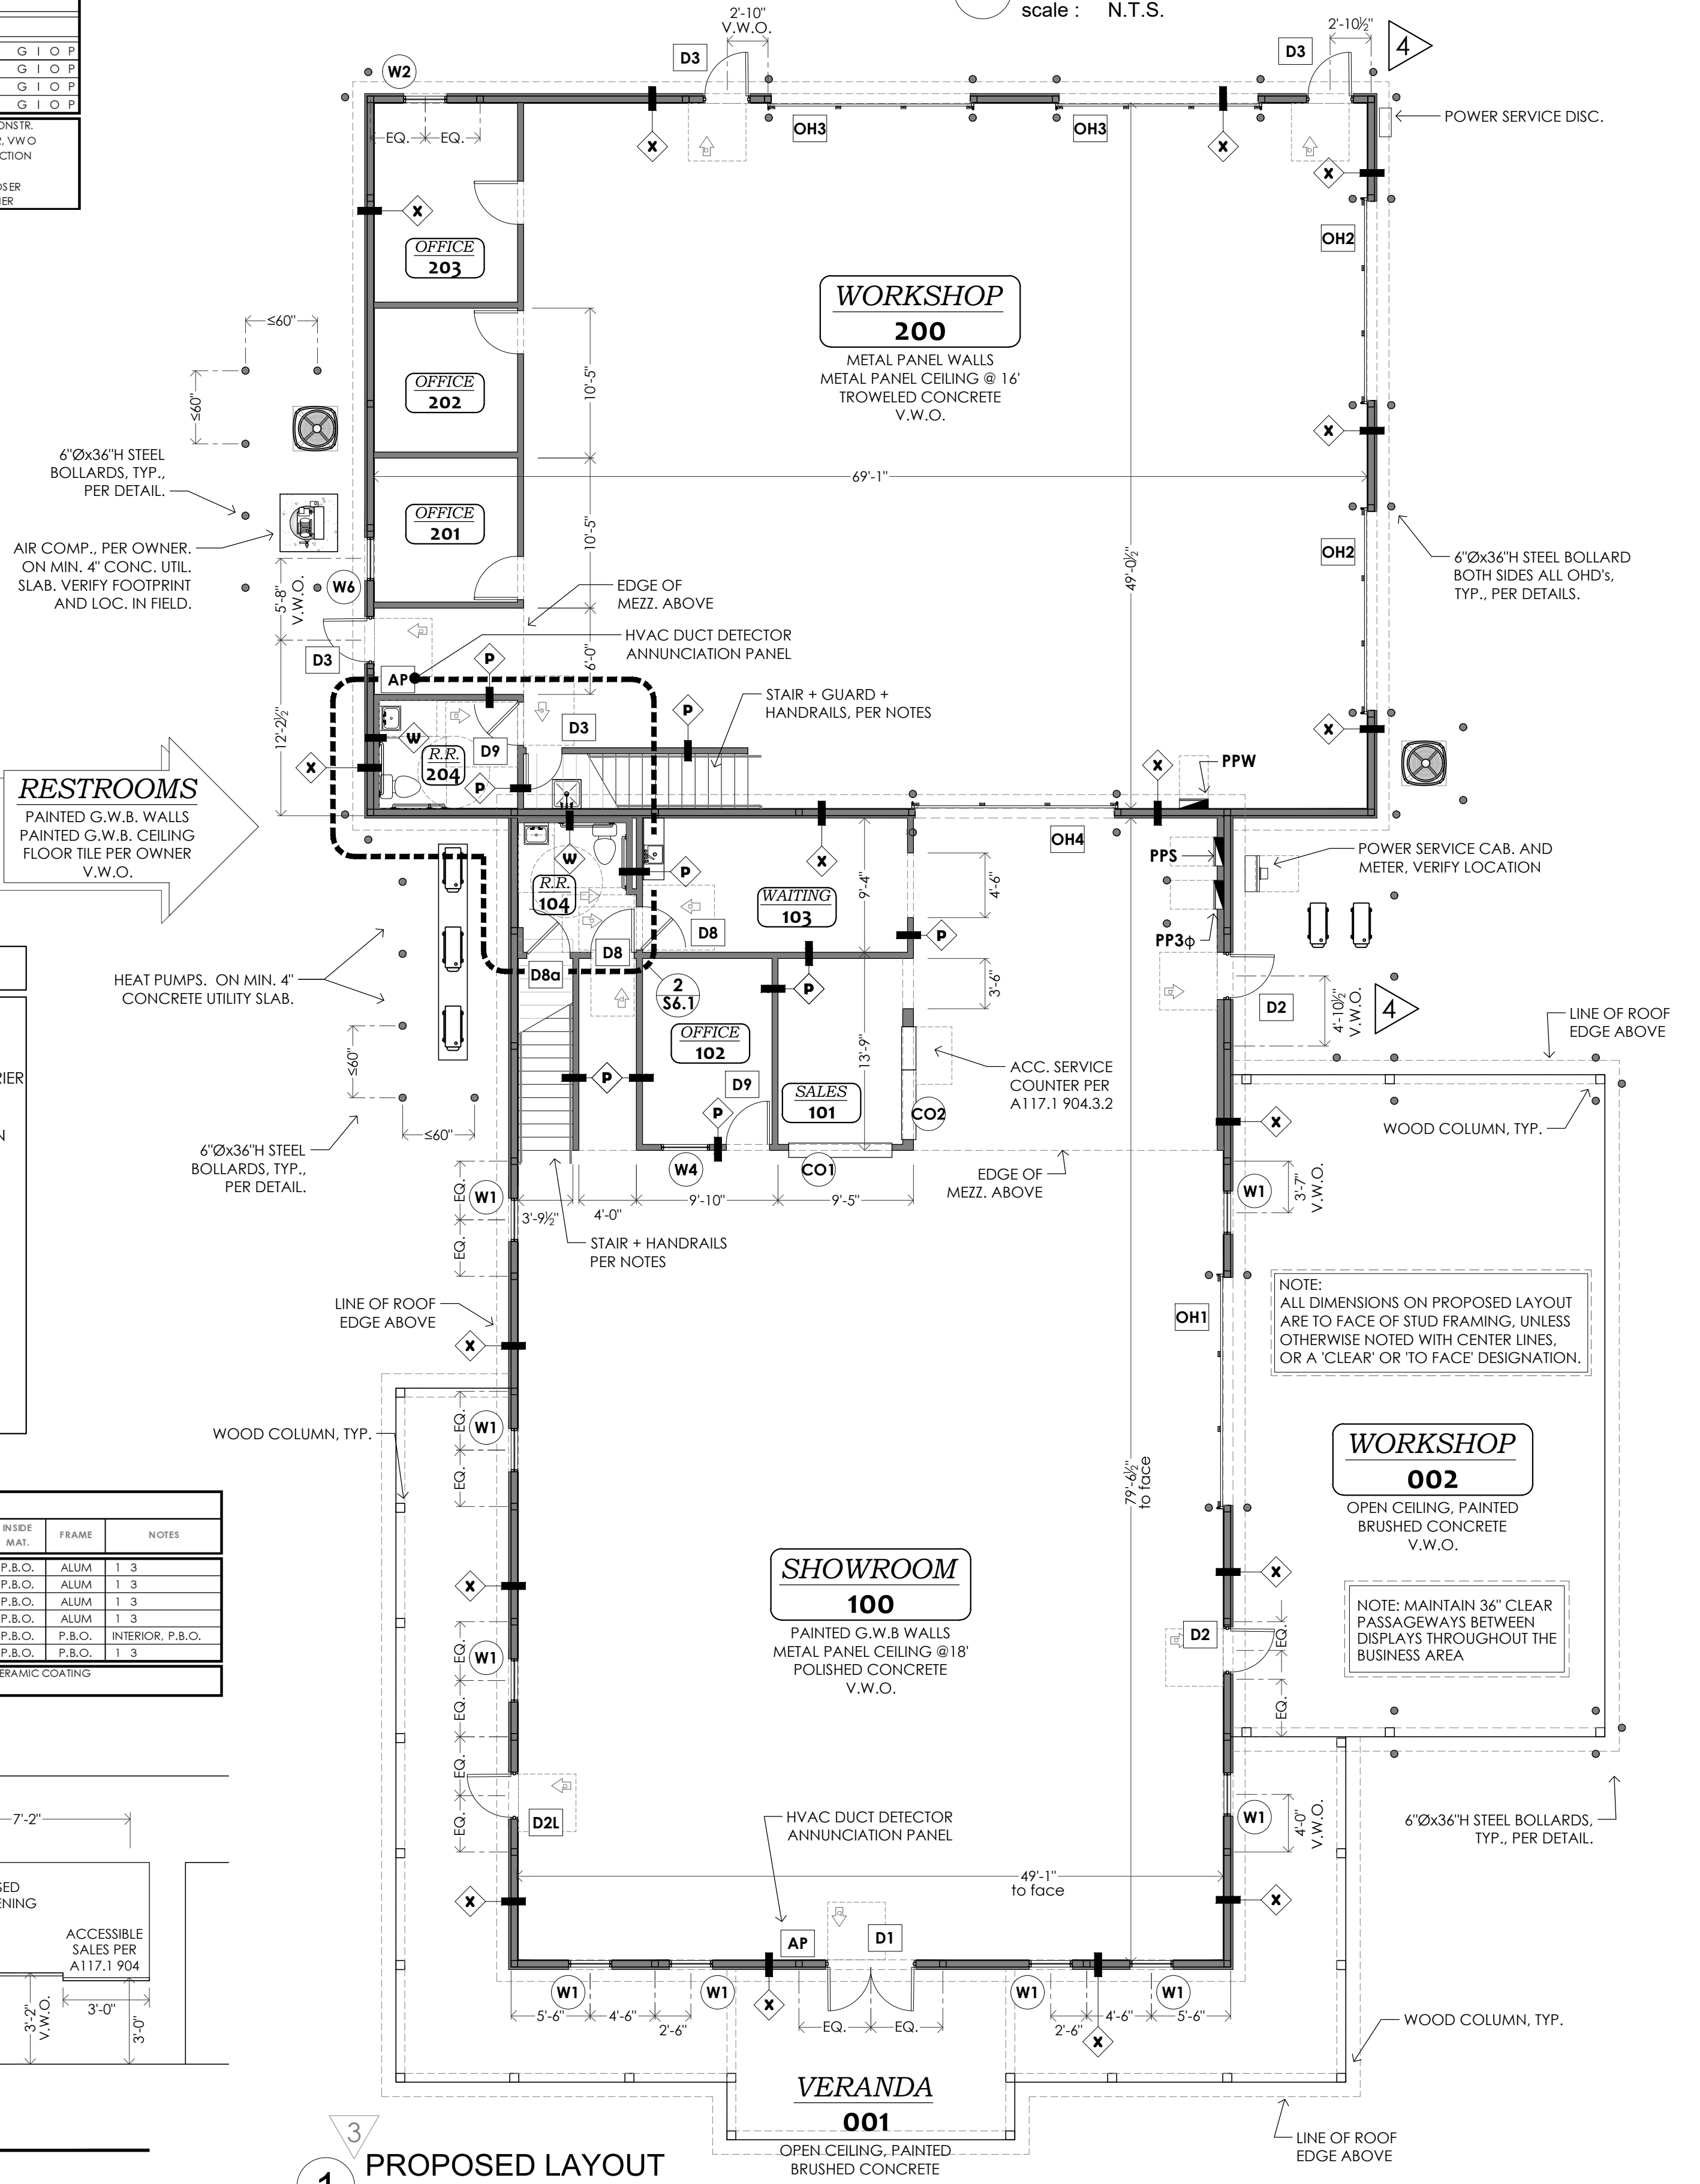 scale : N.T.S.
2'-10"
V.W.O.
2'-10½"
D3
D3
4
W2
G I O P
G I O P
G I O P
G I O P
ONSTR.
R, VWO
CTION
OSER
IER
EQ.
EQ.
OH3
OH3
X
X
POWER SERVICE DISC.
X
X
OH2
OFFICE
203
WORKSHOP
200
METAL PANEL WALLS
METAL PANEL CEILING @ 16'
TROWELED CONCRETE
V.W.O.
≤60"
≤60"
10'-5"
OFFICE
202
X
6"Øx36"H STEEL
BOLLARDS, TYP.,
PER DETAIL.
69'-1"
OFFICE
201
10'-5"
49'-0½"
OH2
AIR COMP., PER OWNER.
ON MIN. 4" CONC. UTIL.
SLAB. VERIFY FOOTPRINT
AND LOC. IN FIELD.
6"Øx36"H STEEL BOLLARD
BOTH SIDES ALL OHD's,
TYP., PER DETAILS.
W6
5'-8"
V.W.O.
EDGE OF
MEZZ. ABOVE
HVAC DUCT DETECTOR
ANNUNCIATION PANEL
6'-0"
D3
P
AP
STAIR + GUARD +
HANDRAILS, PER NOTES
12'-2½"
P
D3
W
D9
R.R.
204
P
X
X
X
PPW
RESTROOMS
PAINTED G.W.B. WALLS
PAINTED G.W.B. CEILING
FLOOR TILE PER OWNER
V.W.O.
OH4
W
X
P
R.R.
104
WAITING
103
9'-4"
4'-6"
PPS
PP3ɸ
POWER SERVICE CAB. AND
METER, VERIFY LOCATION
D8
D8
D8a
P
HEAT PUMPS. ON MIN. 4"
CONCRETE UTILITY SLAB.
2
S6.1
P
3'-6"
D2
4'-10½"
V.W.O.
4
LINE OF ROOF
EDGE ABOVE
OFFICE
102
13'-9"
≤60"
P
D9
SALES
101
ACC. SERVICE
COUNTER PER
A117.1 904.3.2
CO2
P
X
WOOD COLUMN, TYP.
≤60"
6"Øx36"H STEEL
BOLLARDS, TYP.,
PER DETAIL.
W4
CO1
EDGE OF
MEZZ. ABOVE
EQ.
W1
EQ.
3'-9½"
4'-0"
9'-10"
9'-5"
W1
3'-7"
V.W.O.
STAIR + HANDRAILS
PER NOTES
RIER
N
LINE OF ROOF
EDGE ABOVE
X
OH1
NOTE:
ALL DIMENSIONS ON PROPOSED LAYOUT
ARE TO FACE OF STUD FRAMING, UNLESS
OTHERWISE NOTED WITH CENTER LINES,
OR A 'CLEAR' OR 'TO FACE' DESIGNATION.
WOOD COLUMN, TYP.
EQ.
W1
EQ.
79'-6½"
to face
WORKSHOP
002
OPEN CEILING, PAINTED
BRUSHED CONCRETE
V.W.O.
INSIDE
MAT.
FRAME
NOTES
P.B.O. ALUM 1 3
P.B.O. ALUM 1 3
P.B.O. ALUM 1 3
P.B.O. ALUM 1 3
P.B.O. P.B.O. INTERIOR, P.B.O.
P.B.O. P.B.O. 1 3
ERAMIC COATING
X
SHOWROOM
100
PAINTED G.W.B WALLS
METAL PANEL CEILING @18'
POLISHED CONCRETE
V.W.O.
X
NOTE: MAINTAIN 36" CLEAR
PASSAGEWAYS BETWEEN
DISPLAYS THROUGHOUT THE
BUSINESS AREA
EQ.
W1
EQ.
D2
EQ.
EQ.
EQ.
EQ.
D2L
HVAC DUCT DETECTOR
ANNUNCIATION PANEL
W1
4'-0"
V.W.O.
6"Øx36"H STEEL BOLLARDS,
TYP., PER DETAIL.
7'-2"
49'-1"
to face
X
X
SED
ENING
ACCESSIBLE
SALES PER
A117.1 904
AP
D1
3'-2"
V.W.O.
3'-0"
3'-0"
W1
W1
X
W1
W1
5'-6"
4'-6"
2'-6"
EQ.
EQ.
2'-6"
4'-6"
5'-6"
X
WOOD COLUMN, TYP.
VERANDA
001
OPEN CEILING, PAINTED
BRUSHED CONCRETE
LINE OF ROOF
EDGE ABOVE
3
1
PROPOSED LAYOUT